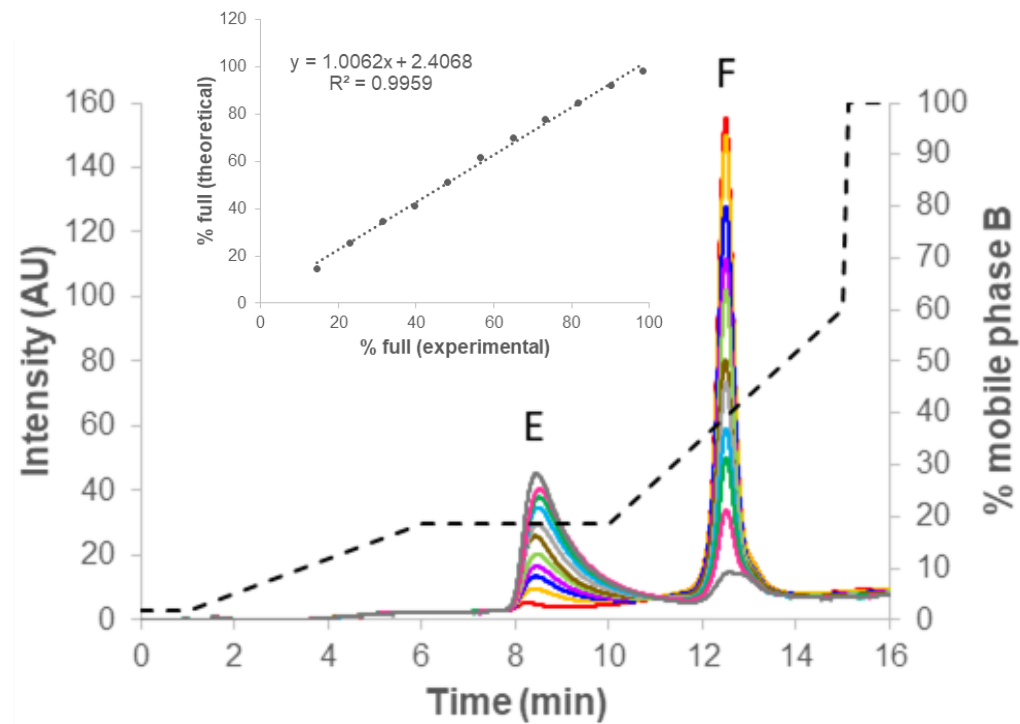 120
100
80
60
40
20
0
% full (theoretical)
y = 1.0062x + 2.4068
R² = 0.9959
0 20 40 60 80 100
% full (experimental)
160
140
120
100
80
60
40
20
0
Intensity (AU)
E
F
100
90
80
70
60
50
40
30
20
10
0
% mobile phase B
0 2 4 6 8 10 12 14 16
Time (min)